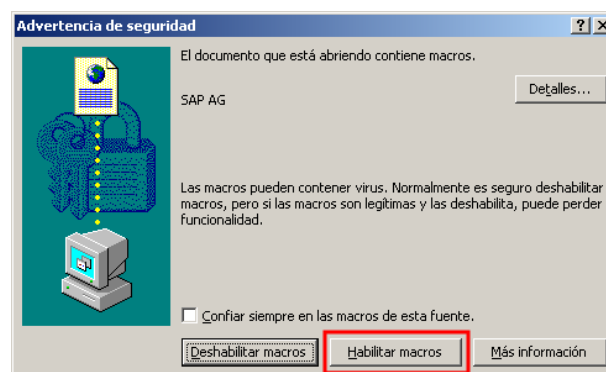 Advertencia de seguridad
El documento que está abriendo contiene macros.
Detalles...
SAP AG
Las macros pueden contener virus. Normalmente es seguro deshabilitar
macros, pero si las macros son legítimas y las deshabilita, puede perder
funcionalidad.
Confiar siempre en las macros de esta fuente.
Deshabilitar macros Habilitar macros Más información